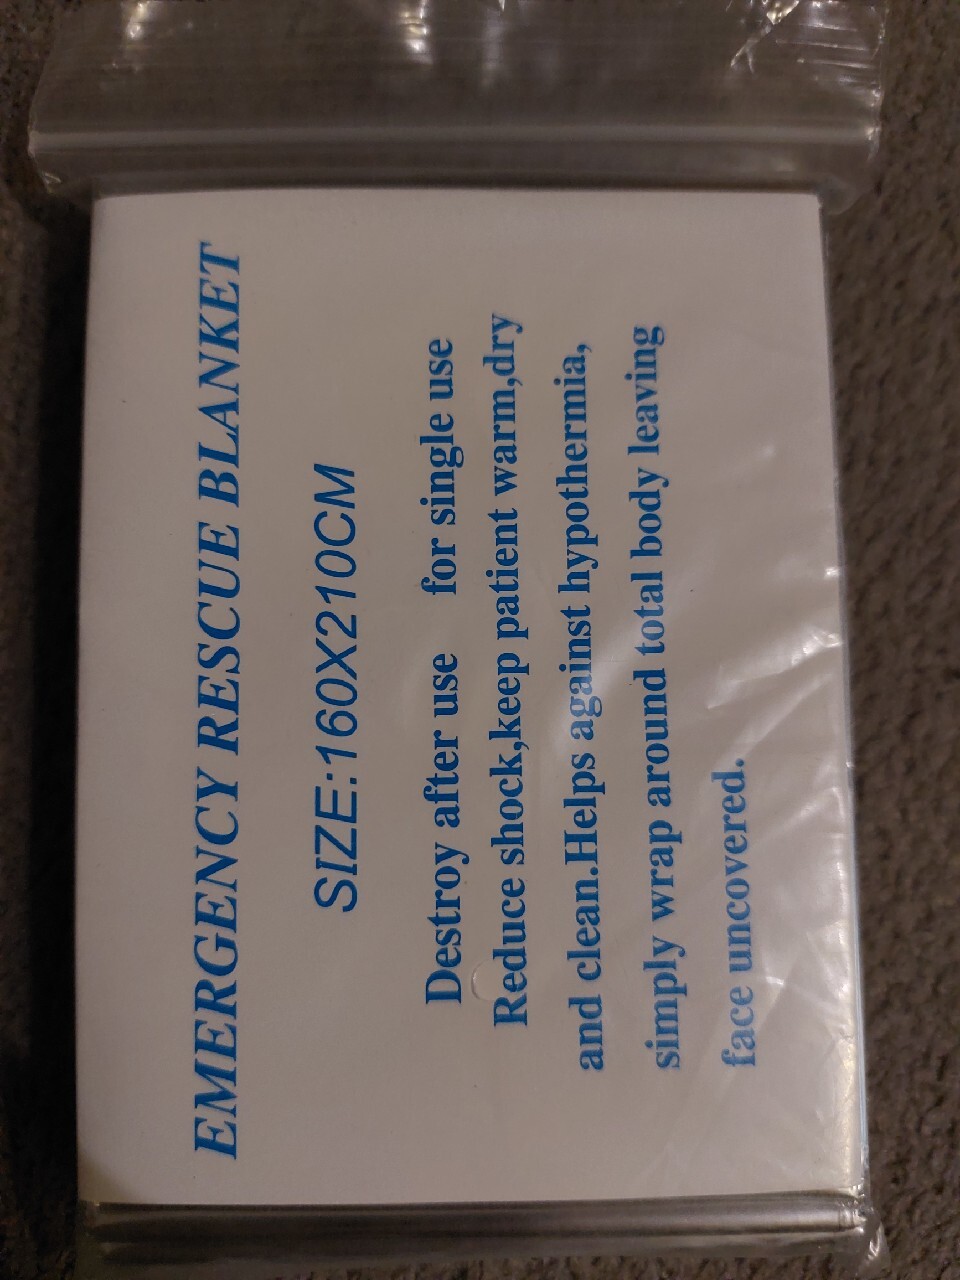 EMERGENCY RESCUE BLANKET
SIZE:160X210CM
Destroy after use for single use
Reduce shock,keep patient warm,dry
and clean.Helps against hypothermia,
simply wrap around total body leaving
face uncovered.